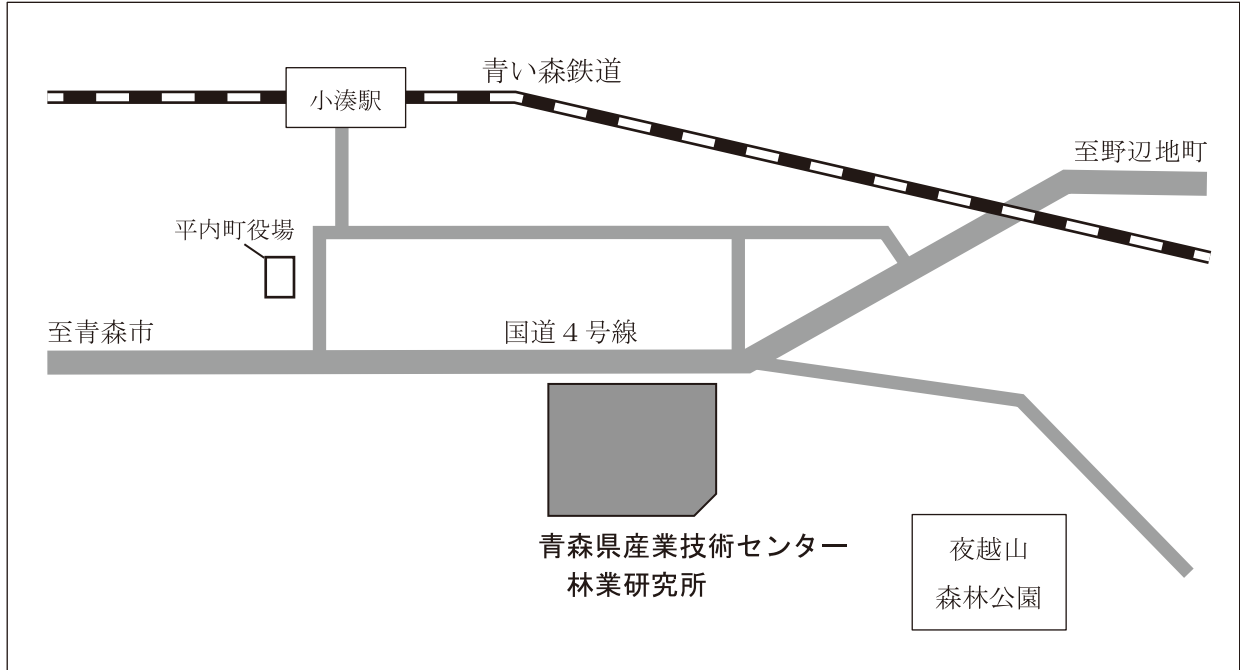 青い森鉄道
小湊駅
至野辺地町
平内町役場
至青森市
国道４号線
青森県産業技術センター
林業研究所
夜越山
森林公園